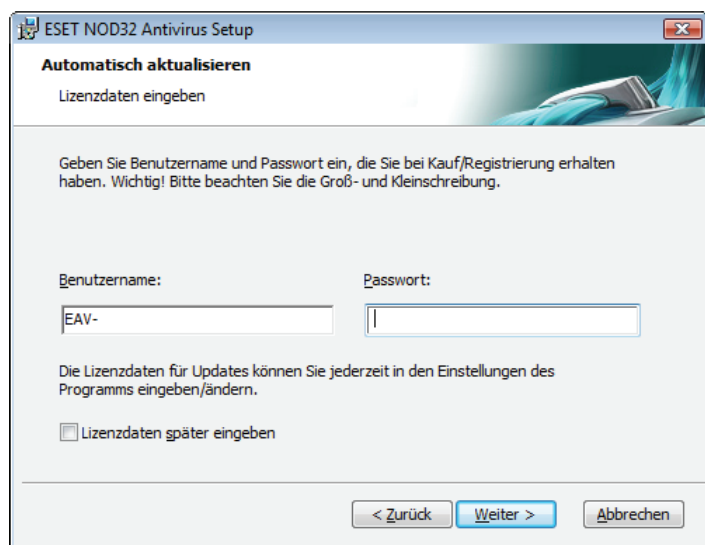 ESET NOD32 Antivirus Setup
Automatisch aktualisieren
Lizenzdaten eingeben
Geben Sie Benutzername und Passwort ein, die Sie bei Kauf/Registrierung erhalten
haben. Wichtig! Bitte beachten Sie die Groß- und Kleinschreibung.
Benutzername: Passwort:
EAV-
Die Lizenzdaten für Updates können Sie jederzeit in den Einstellungen des
Programms eingeben/ändern.
Lizenzdaten später eingeben
< Zurück Weiter > Abbrechen